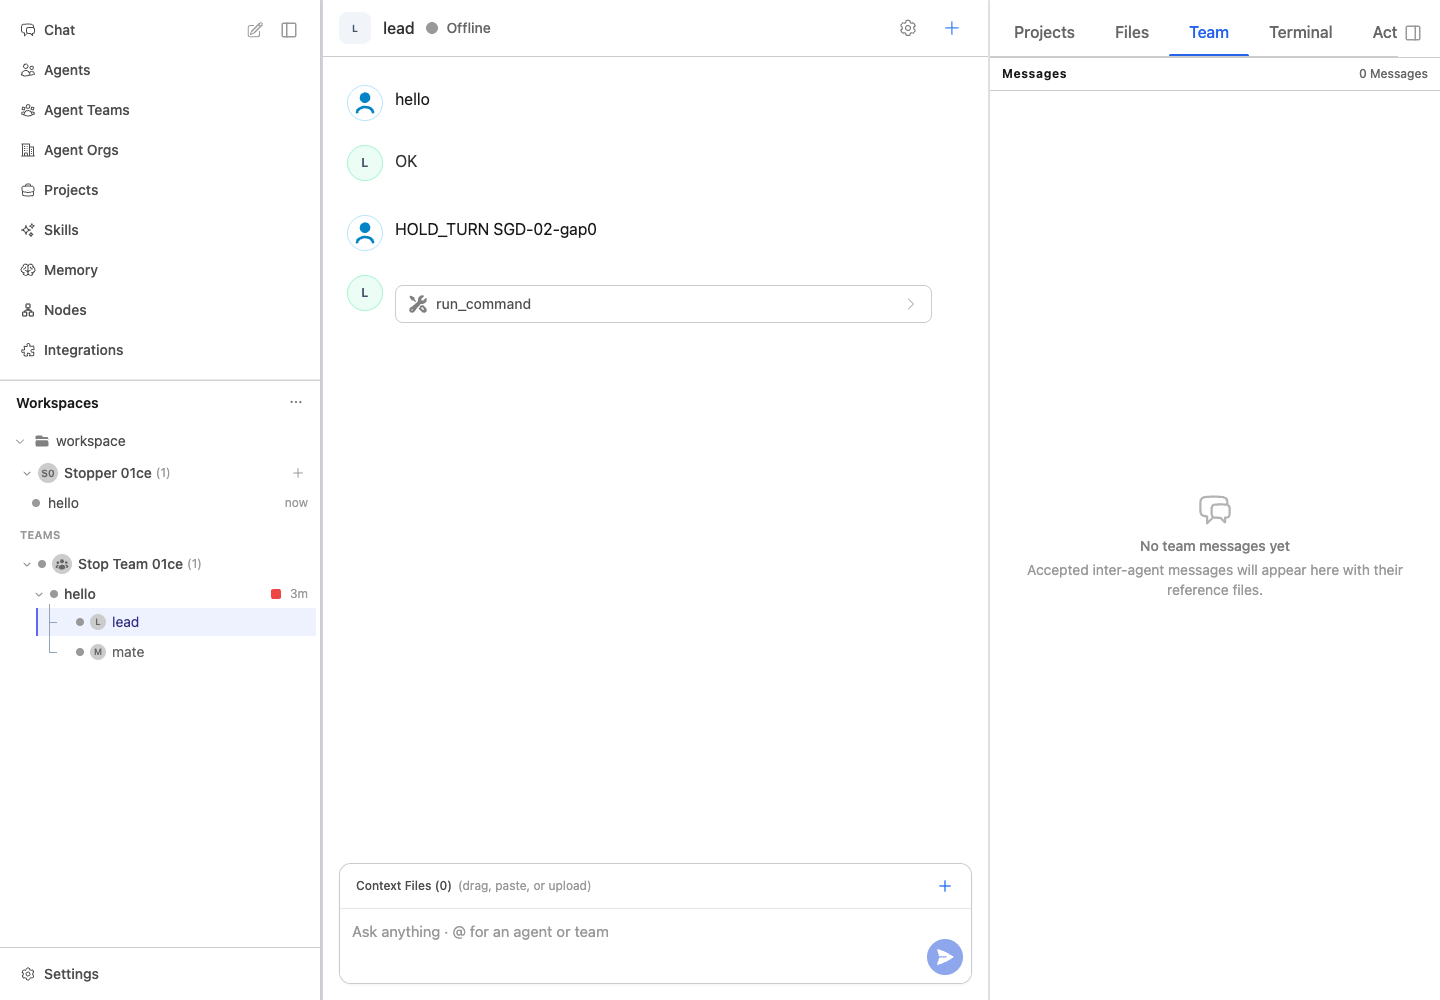 Chat
Agents
Agent Teams
Agent Orgs
Projects
Skills
Memory
Nodes
Integrations
Workspaces
workspace
S0 Stopper 01ce (1)
hello now
TEAMS
Stop Team 01ce (1)
hello 3m
L lead
M mate
Settings
L lead Offline
hello
L OK
HOLD_TURN SGD-02-gap0
L run_command
Context Files (0) (drag, paste, or upload)
Ask anything · @ for an agent or team
Projects Files Team Terminal Act
Messages 0 Messages
No team messages yet
Accepted inter-agent messages will appear here with their
reference files.